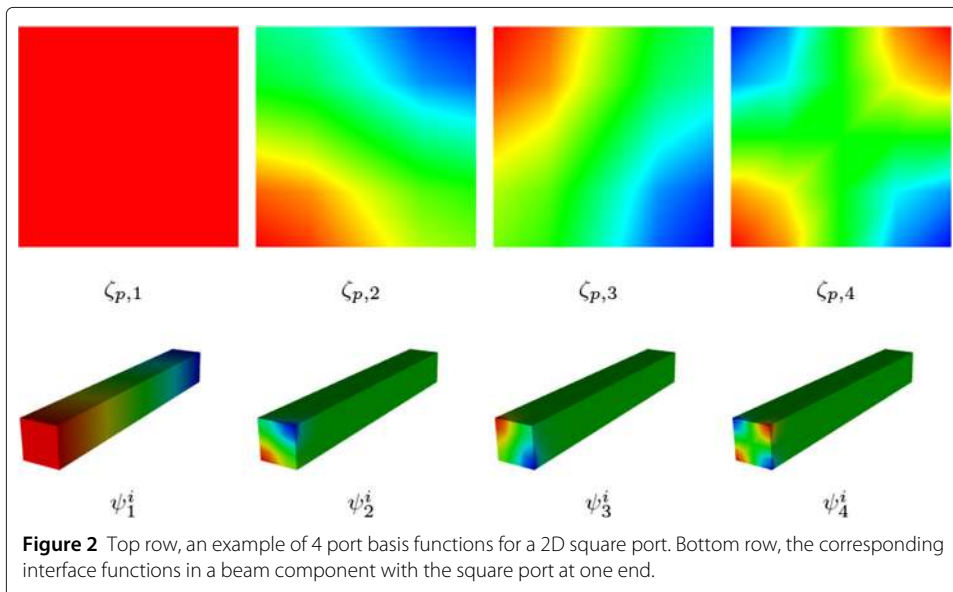 ζp,1 ζp,2 ζp,3 ζp,4
ψ₁ⁱ ψ₂ⁱ ψ₃ⁱ ψ₄ⁱ
Figure 2 Top row, an example of 4 port basis functions for a 2D square port. Bottom row, the corresponding
interface functions in a beam component with the square port at one end.